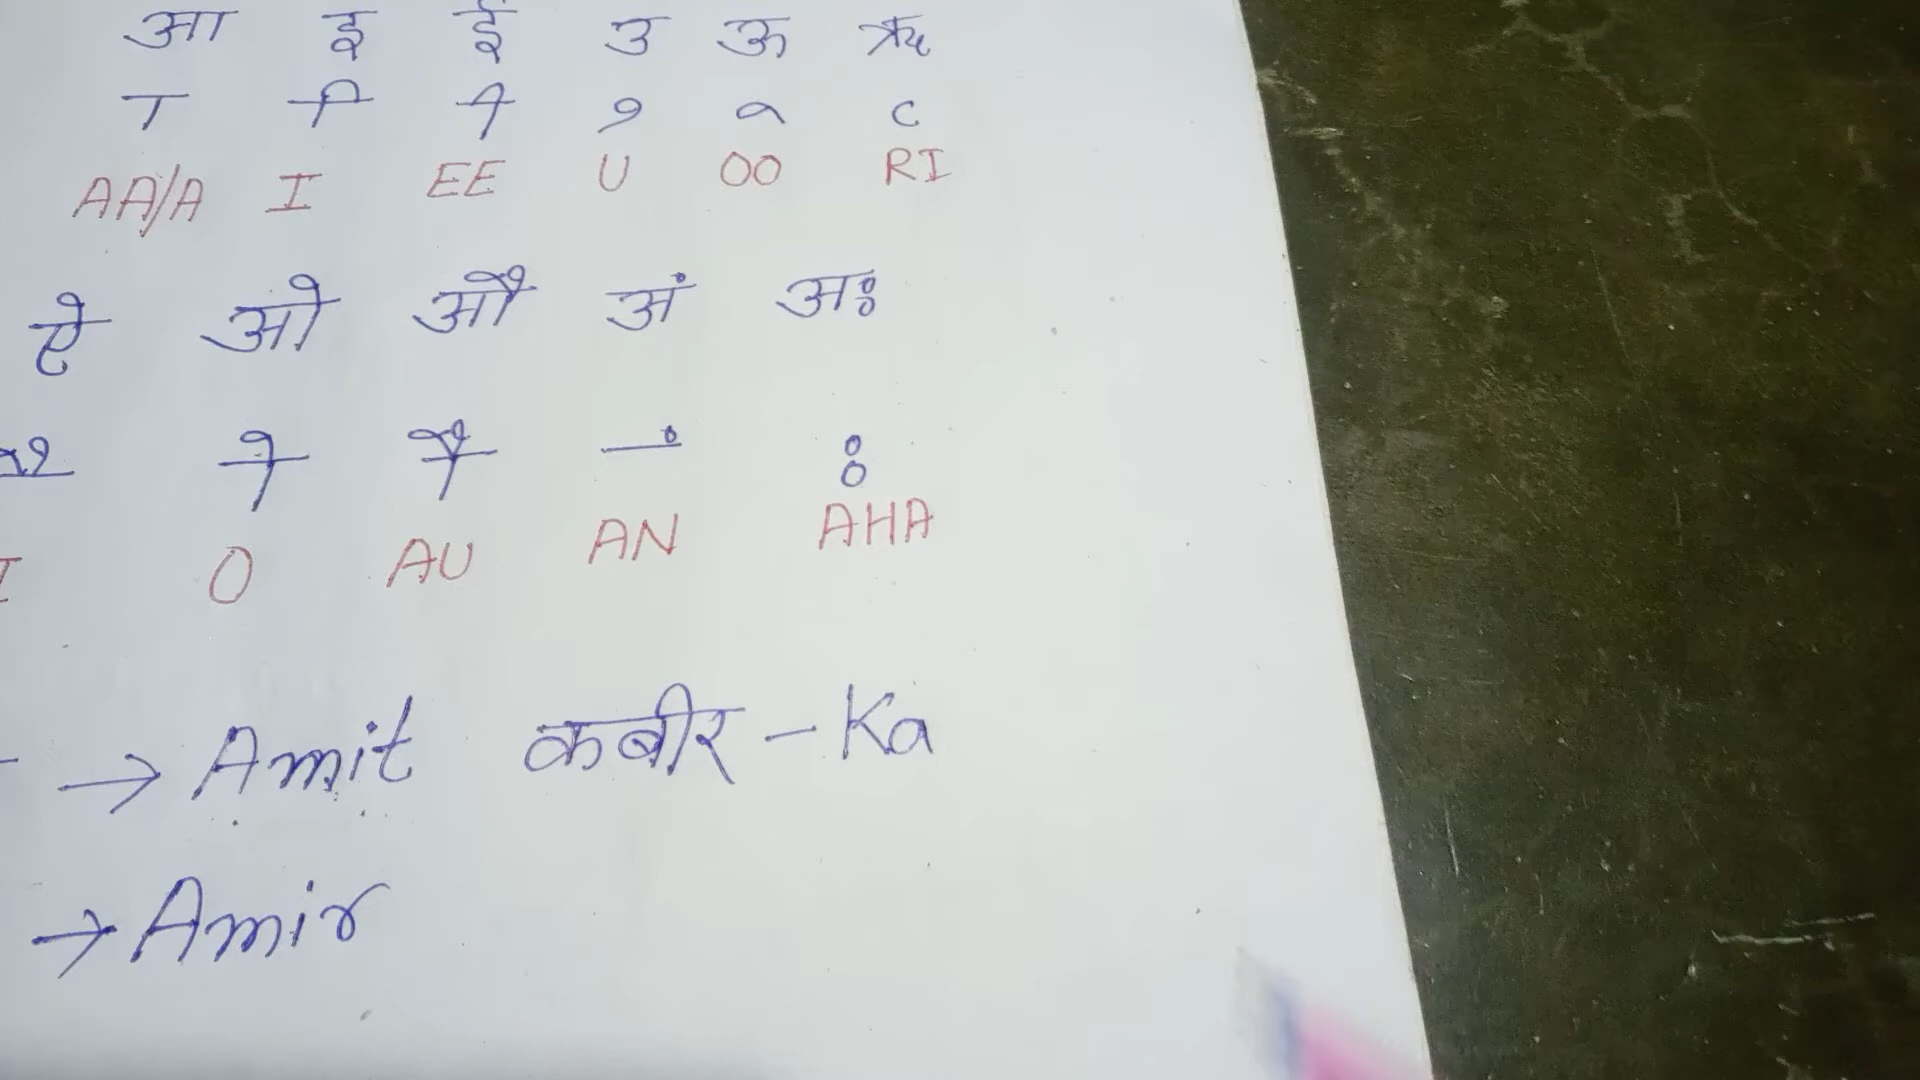 आ इ ई उ ऊ ऋ
ा ि ी ु ू ृ
AA/A I EE U OO RI
ऐ ओ औ अं अः
ै ो ौ ं ः
I O AU AN AHA
→ Amit कबीर - Ka
→ Amir